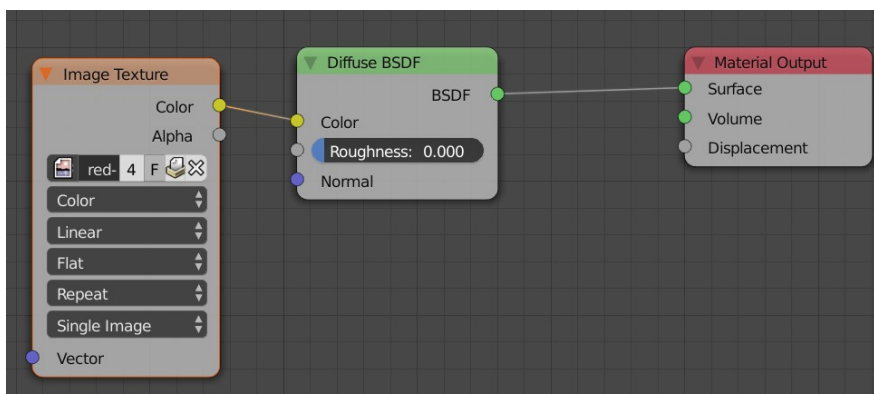 Image Texture
Color
Alpha
red- 4 F
Color
Linear
Flat
Repeat
Single Image
Vector
Diffuse BSDF
BSDF
Color
Roughness: 0.000
Normal
Material Output
Surface
Volume
Displacement